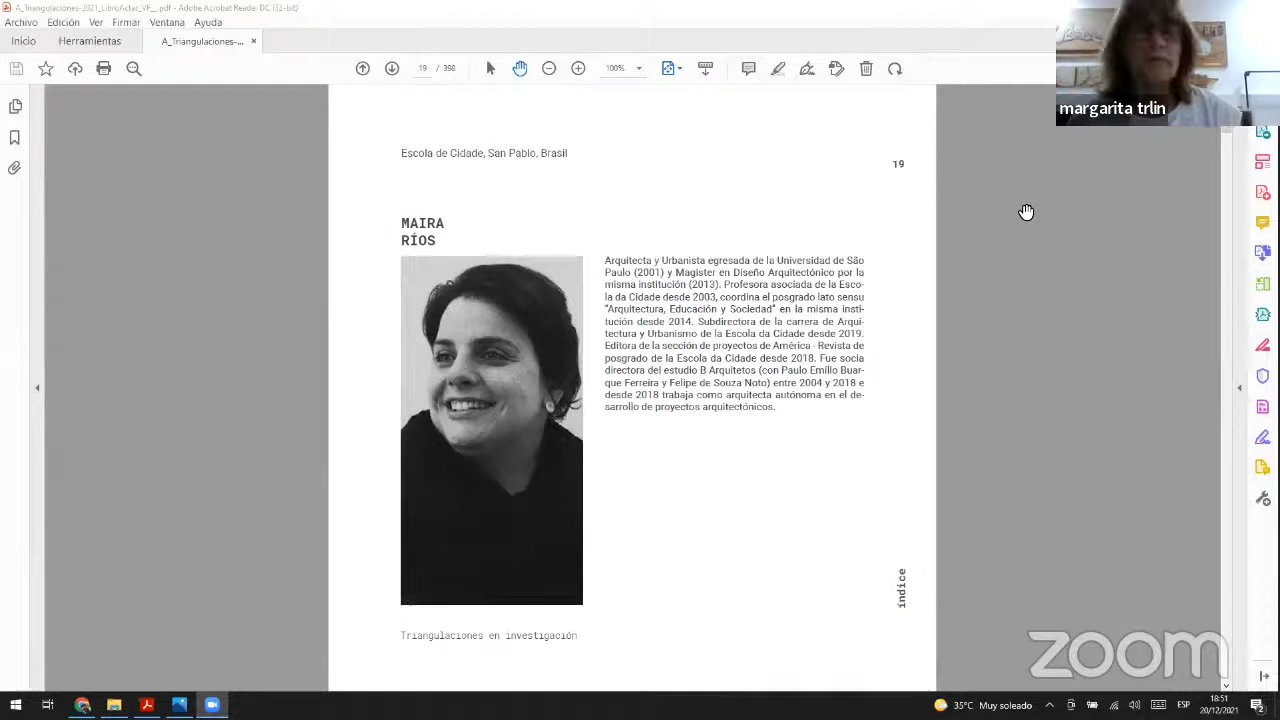 A_Triangulaciones-2021_LibroActas_VF_.pdf - Adobe Acrobat Reader DC (32-bit)
Archivo Edición Ver Firmar Ventana Ayuda
Inicio Herramientas A_Triangulaciones-... ×
19 / 398 100%
margarita trlin
Escola de Cidade, San Pablo, Brasil
19
MAIRA
RÍOS
Arquitecta y Urbanista egresada de la Universidad de São
Paulo (2001) y Magíster en Diseño Arquitectónico por la
misma institución (2013). Profesora asociada de la Esco-
la da Cidade desde 2003, coordina el posgrado lato sensu
“Arquitectura, Educación y Sociedad” en la misma insti-
tución desde 2014. Subdirectora de la carrera de Arqui-
tectura y Urbanismo de la Escola da Cidade desde 2019.
Editora de la sección de proyectos de América - Revista de
posgrado de la Escola da Cidade desde 2018. Fue socia
directora del estudio B Arquitetos (con Paulo Emílio Buar-
que Ferreira y Felipe de Souza Noto) entre 2004 y 2018 e
desde 2018 trabaja como arquitecta autónoma en el de-
sarrollo de proyectos arquitectónicos.
índice
Triangulaciones en investigación
zoom
35°C Muy soleado ESP 18:51
20/12/2021 2